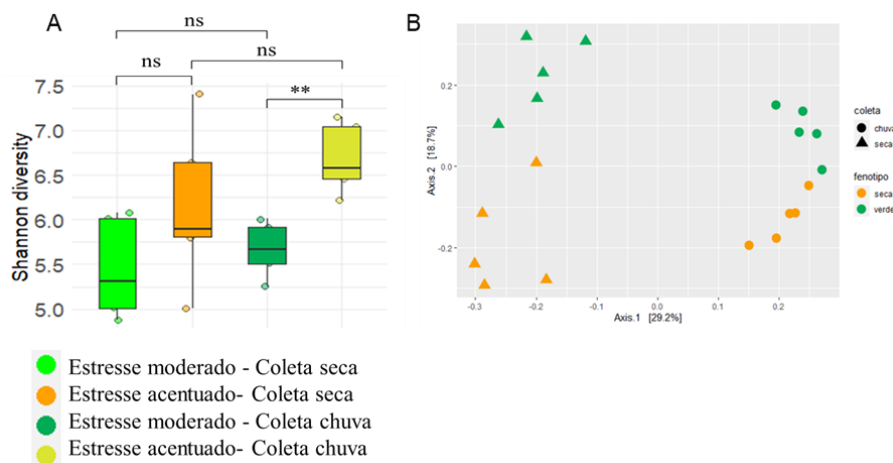 A
ns
ns
ns
**
7.5
7.0
6.5
6.0
5.5
5.0
Shannon diversity
Estresse moderado - Coleta seca
Estresse acentuado- Coleta seca
Estresse moderado - Coleta chuva
Estresse acentuado- Coleta chuva
B
0.2
0.0
-0.2
Axis.2 [18.7%]
-0.3
-0.2
-0.1
0.0
0.1
0.2
Axis.1 [29.2%]
coleta
chuva
seca
fenotipo
seca
verde